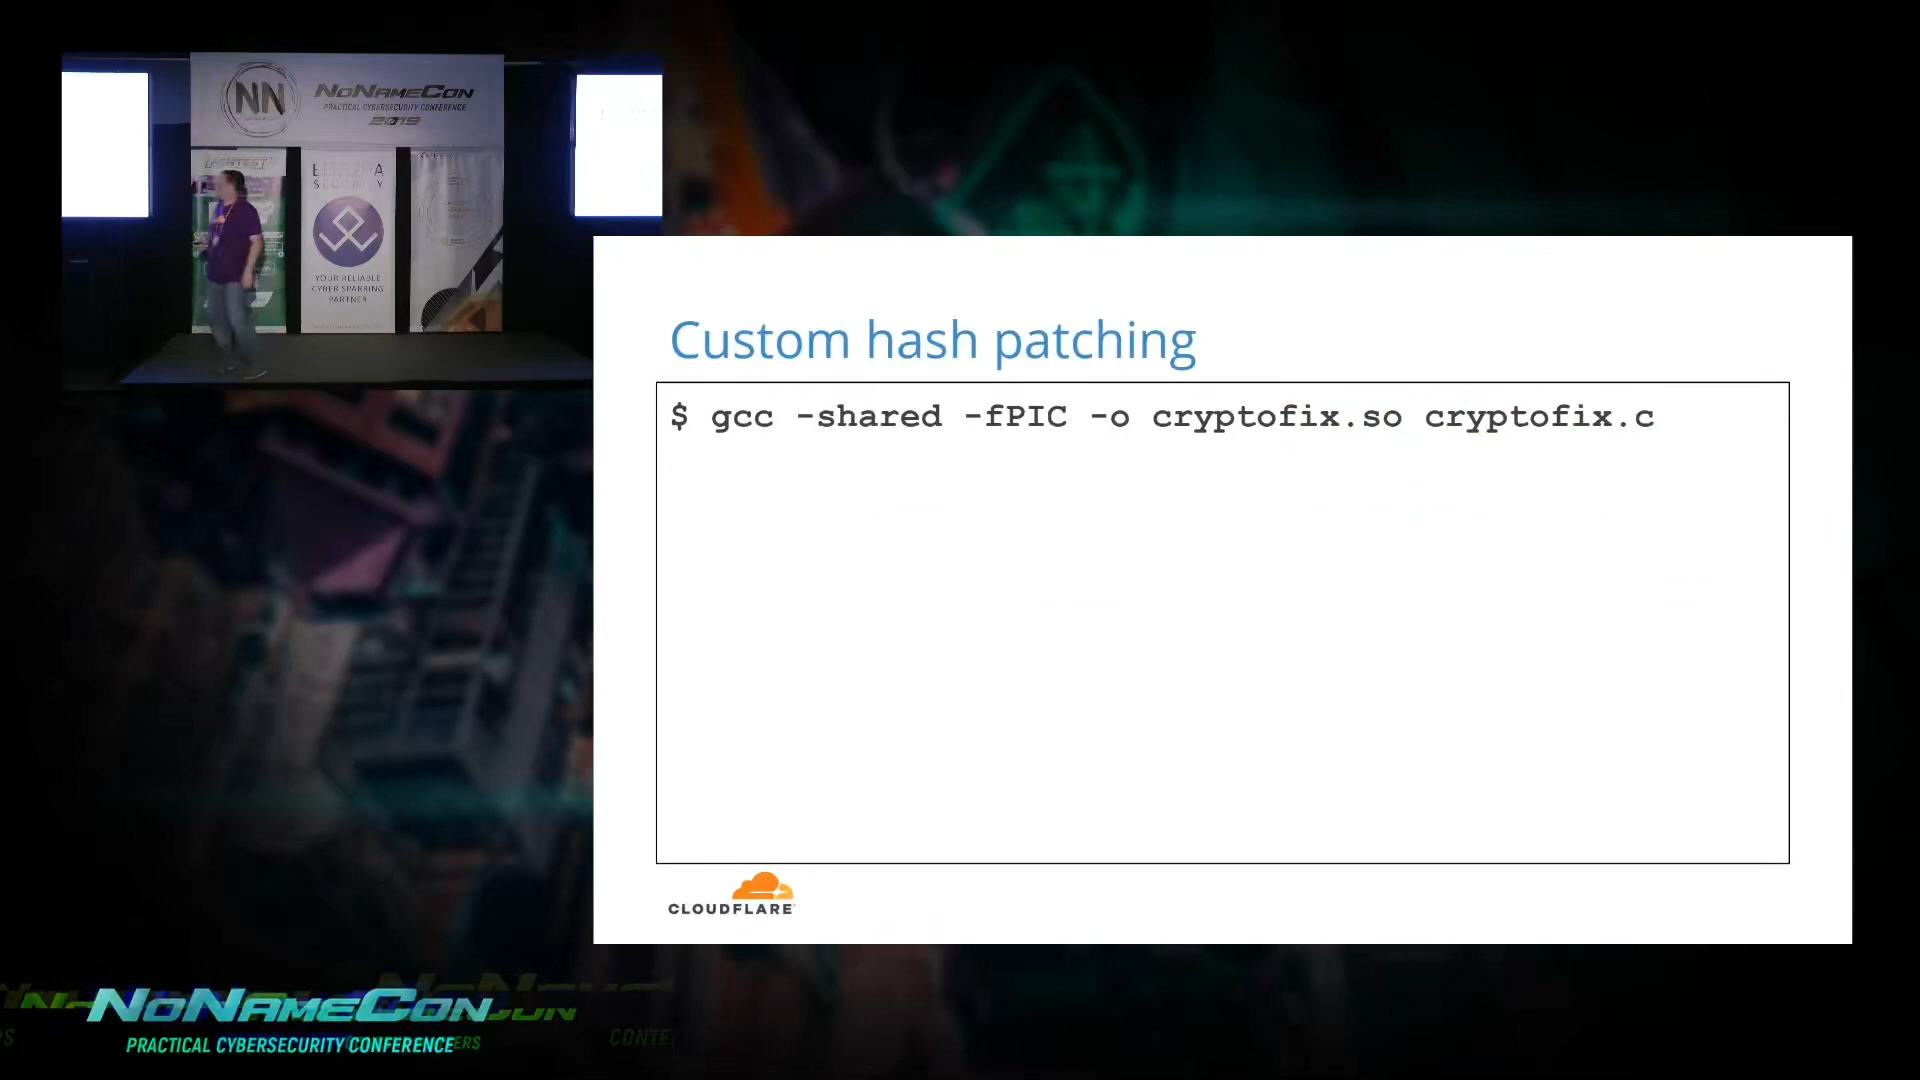 NN
NoNameCon
PRACTICAL CYBERSECURITY CONFERENCE
2019
SECURITY
YOUR RELIABLE
CYBER SPARRING
PARTNER
Custom hash patching
$ gcc -shared -fPIC -o cryptofix.so cryptofix.c
CLOUDFLARE
NoNameCon
PRACTICAL CYBERSECURITY CONFERENCE